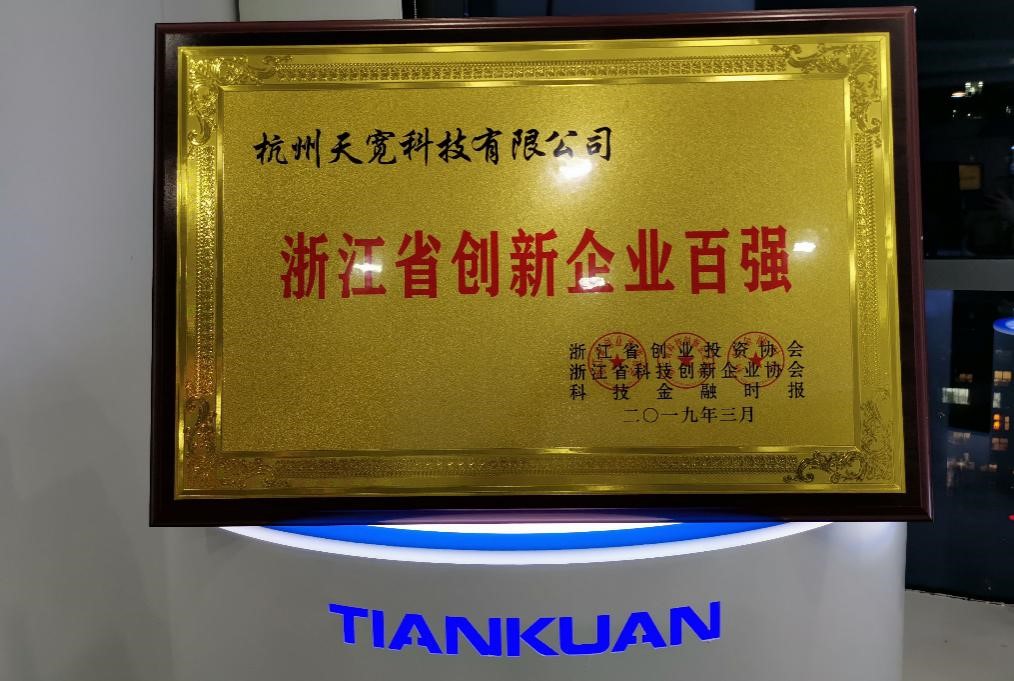 杭州天宽科技有限公司
浙江省创新企业百强
浙江省创业投资协会
浙江省科技创新企业协会
科技金融时报
二〇一九年三月
TIANKUAN